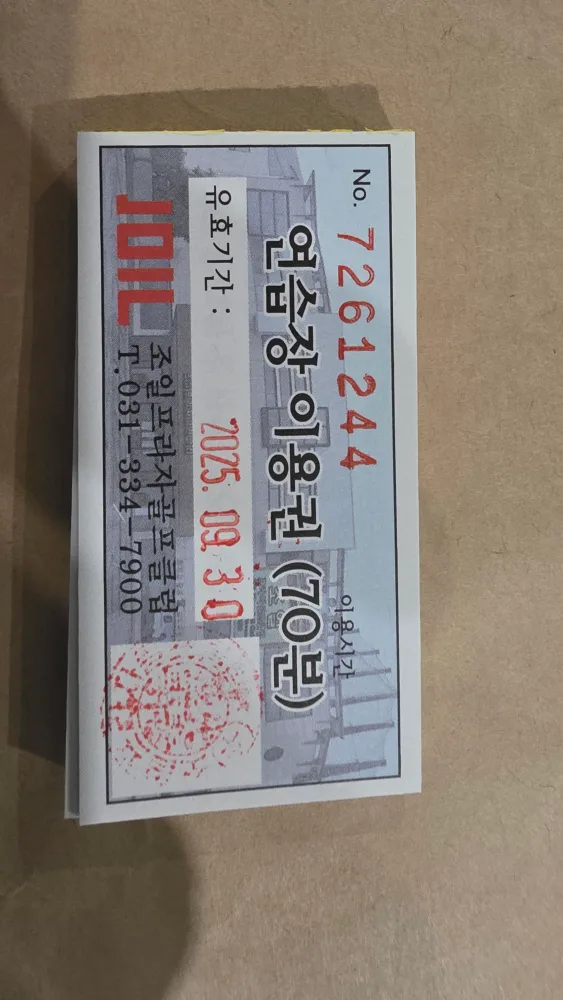 No. 7261244
연습장 이용권 (70분)
이용시간
유효기간 : 2025. 09. 30
JOIL
조일프라자골프클럽
T. 031-334-7900